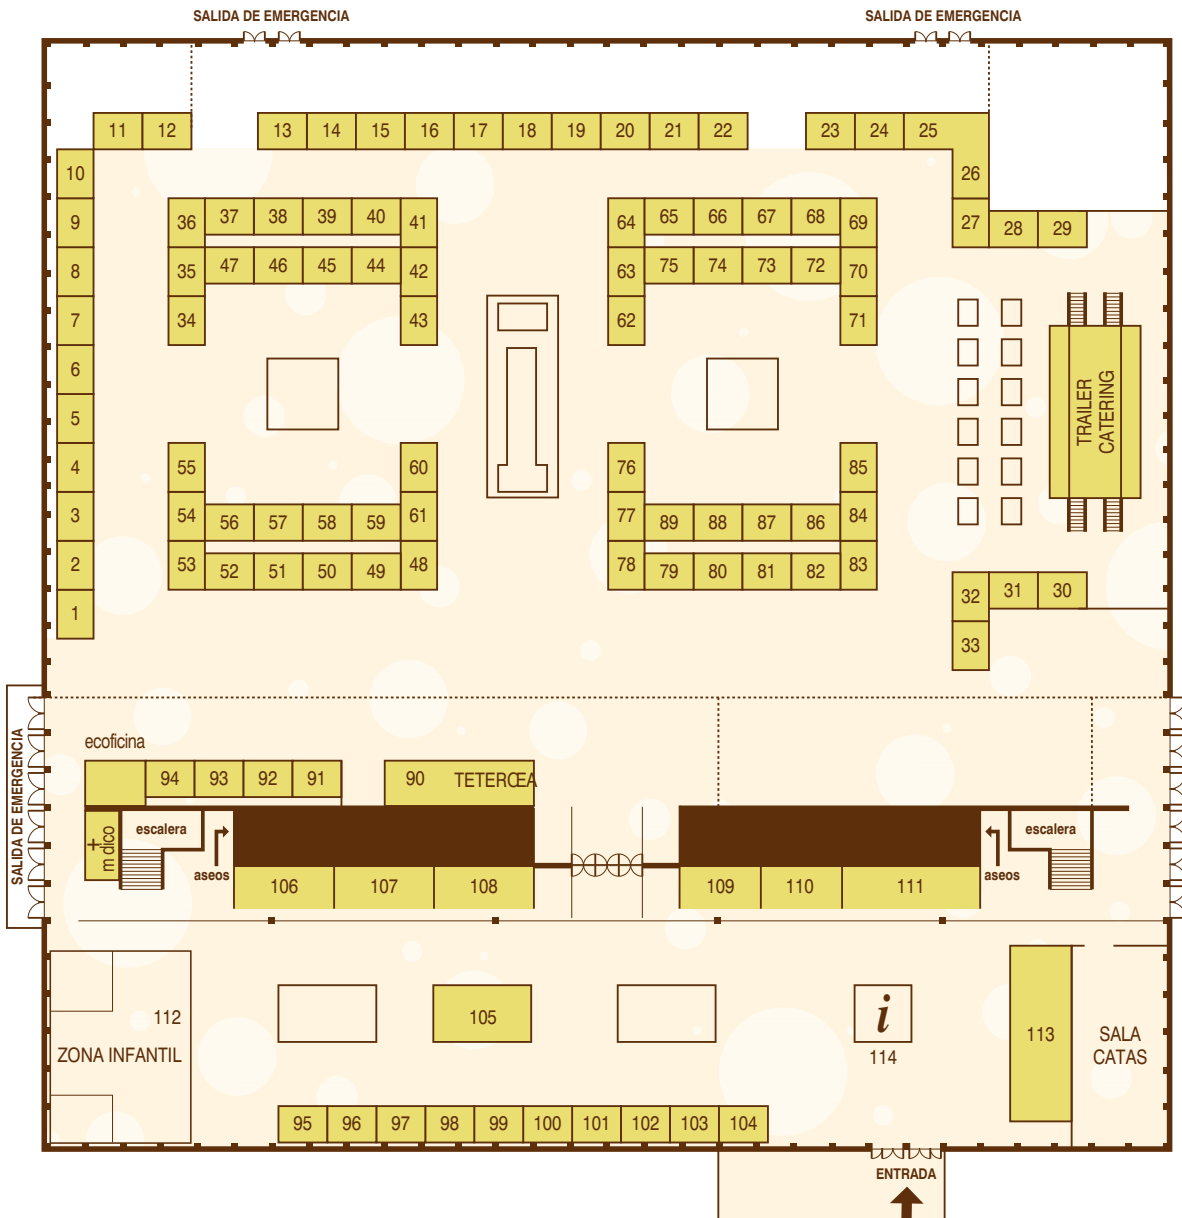 SALIDA DE EMERGENCIA SALIDA DE EMERGENCIA
11 12 13 14 15 16 17 18 19 20 21 22 23 24 25
10 26
9 36 37 38 39 40 41 64 65 66 67 68 69 27 28 29
8 35 47 46 45 44 42 63 75 74 73 72 70
7 34 43 62 71
6
5
TRAILER
CATERING
4 55 60 76 85
3 54 56 57 58 59 61 77 89 88 87 86 84
2 53 52 51 50 49 48 78 79 80 81 82 83
1 32 31 30
33
SALIDA DE EMERGENCIA
ecoficina
94 93 92 91 90 TETERŒA
+
m dico
escalera
aseos
escalera
aseos
106 107 108 109 110 111
112
ZONA INFANTIL
105
i
114
113
SALA
CATAS
95 96 97 98 99 100 101 102 103 104
ENTRADA